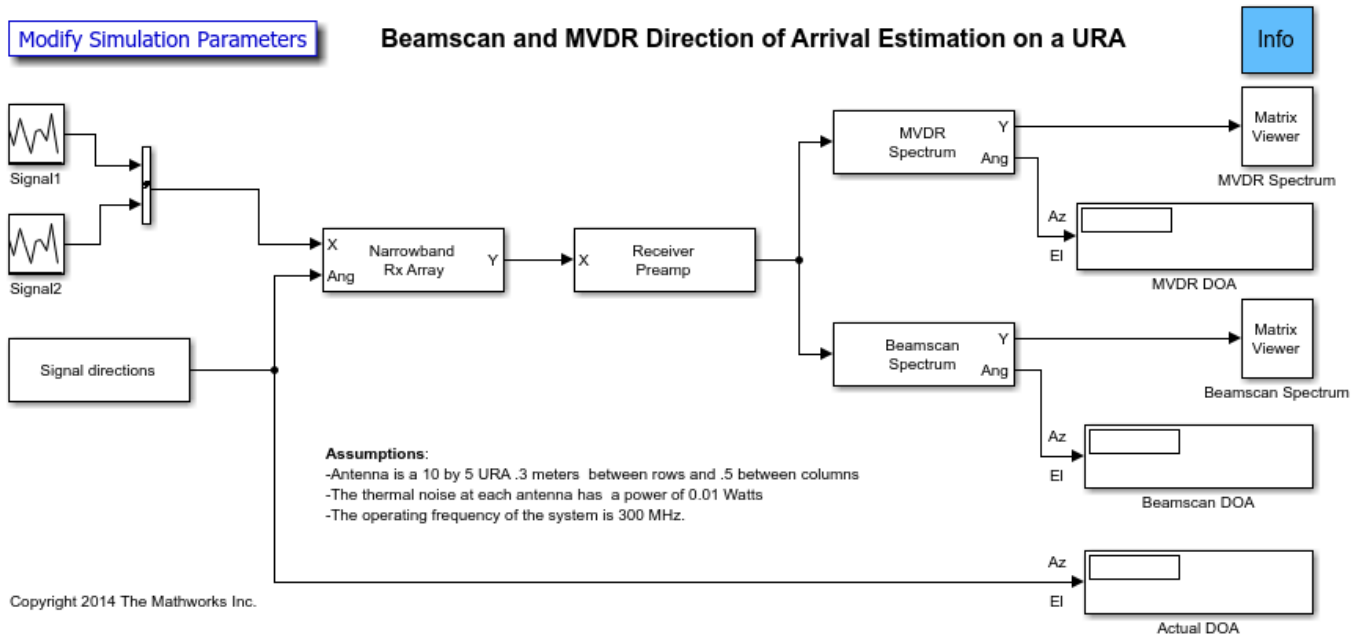 Modify Simulation Parameters
Beamscan and MVDR Direction of Arrival Estimation on a URA
Info
Signal1
Signal2
Signal directions
X
Ang
Narrowband
Rx Array
Y
X
Receiver
Preamp
MVDR
Spectrum
Y
Ang
Matrix
Viewer
MVDR Spectrum
Az
El
MVDR DOA
Beamscan
Spectrum
Y
Ang
Matrix
Viewer
Beamscan Spectrum
Az
El
Beamscan DOA
Assumptions:
-Antenna is a 10 by 5 URA .3 meters between rows and .5 between columns
-The thermal noise at each antenna has a power of 0.01 Watts
-The operating frequency of the system is 300 MHz.
Az
El
Actual DOA
Copyright 2014 The Mathworks Inc.